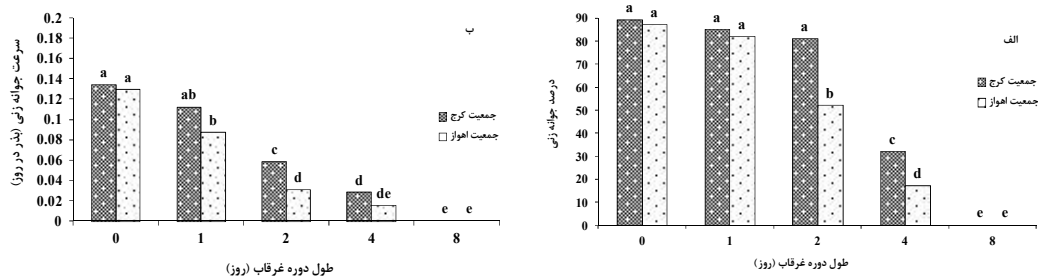 الف
درصد جوانه زنی
90
80
70
60
50
40
30
20
10
0
a a a a a b c d e e
جمعیت کرج
جمعیت اهواز
0 1 2 4 8
طول دوره غرقاب (روز)
ب
سرعت جوانه زنی (بذر در روز)
0.2
0.18
0.16
0.14
0.12
0.1
0.08
0.06
0.04
0.02
0
a a ab b c d d de e e
جمعیت کرج
جمعیت اهواز
0 1 2 4 8
طول دوره غرقاب (روز)